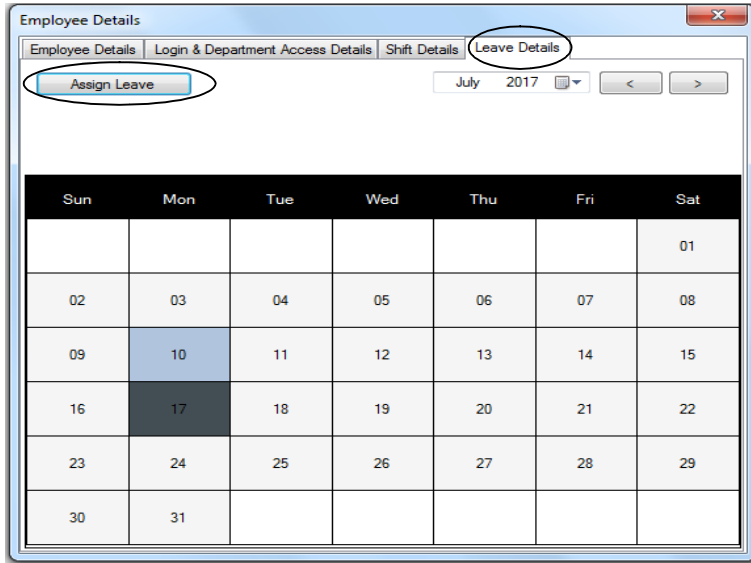 Employee Details
Employee Details Login & Department Access Details Shift Details Leave Details
Assign Leave July 2017 < >
Sun Mon Tue Wed Thu Fri Sat
01
02 03 04 05 06 07 08
09 10 11 12 13 14 15
16 17 18 19 20 21 22
23 24 25 26 27 28 29
30 31